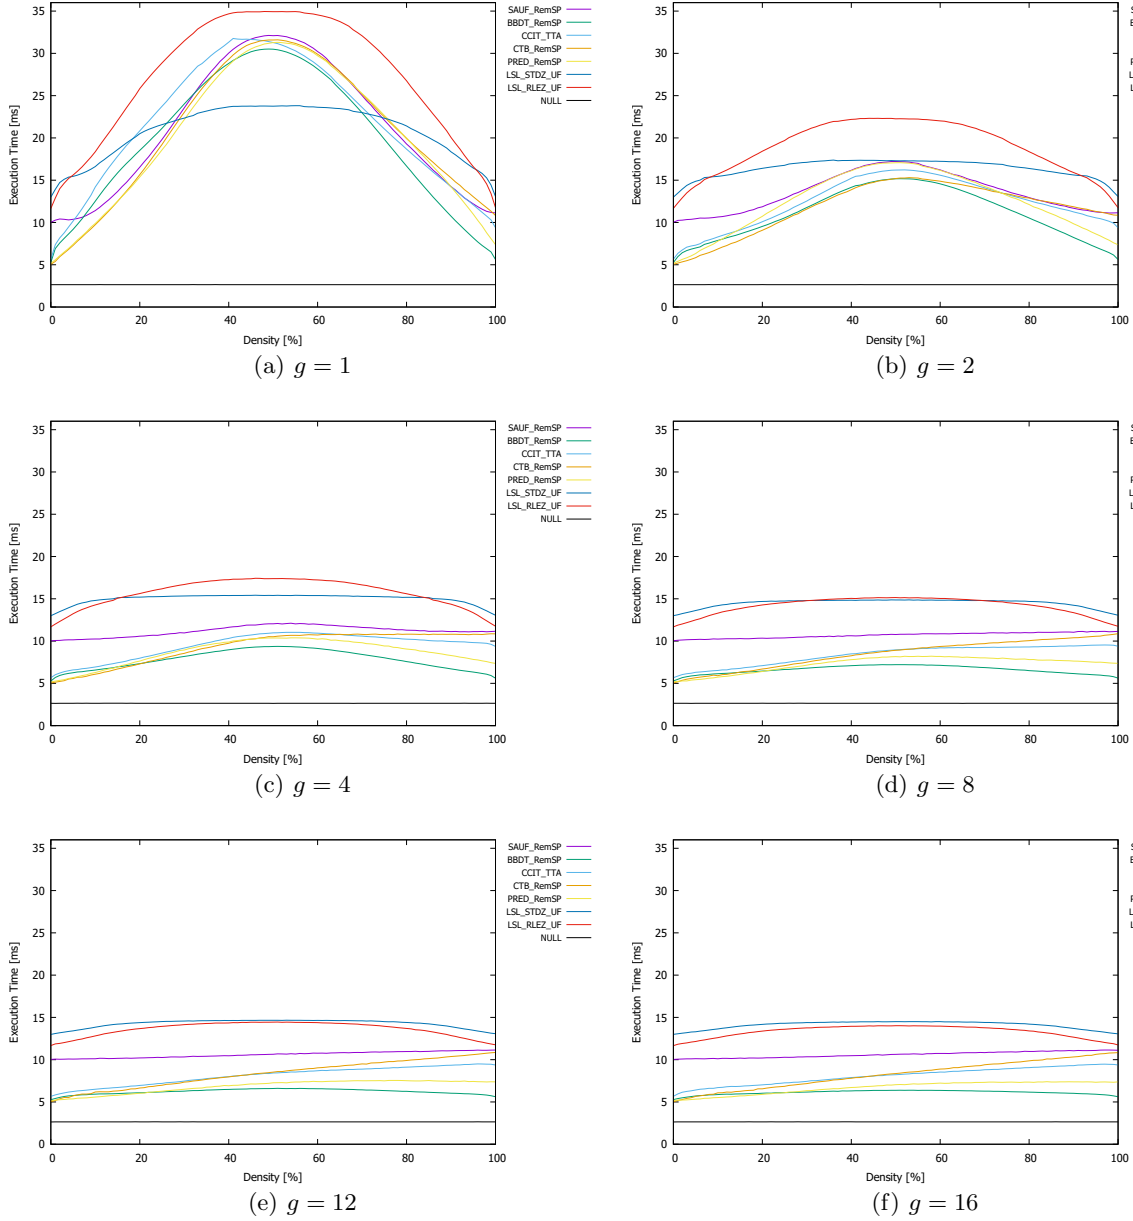 SAUF_RemSP
BBDT_RemSP
CCIT_TTA
CTB_RemSP
PRED_RemSP
LSL_STDZ_UF
LSL_RLEZ_UF
NULL
Execution Time [ms]
35
30
25
20
15
10
5
0
0 20 40 60 80 100
Density [%]
(a) g = 1
S
B
P
L
L
Execution Time [ms]
35
30
25
20
15
10
5
0
0 20 40 60 80 100
Density [%]
(b) g = 2
SAUF_RemSP
BBDT_RemSP
CCIT_TTA
CTB_RemSP
PRED_RemSP
LSL_STDZ_UF
LSL_RLEZ_UF
NULL
Execution Time [ms]
35
30
25
20
15
10
5
0
0 20 40 60 80 100
Density [%]
(c) g = 4
S
B
P
L
L
Execution Time [ms]
35
30
25
20
15
10
5
0
0 20 40 60 80 100
Density [%]
(d) g = 8
SAUF_RemSP
BBDT_RemSP
CCIT_TTA
CTB_RemSP
PRED_RemSP
LSL_STDZ_UF
LSL_RLEZ_UF
NULL
Execution Time [ms]
35
30
25
20
15
10
5
0
0 20 40 60 80 100
Density [%]
(e) g = 12
S
B
P
L
L
Execution Time [ms]
35
30
25
20
15
10
5
0
0 20 40 60 80 100
Density [%]
(f) g = 16